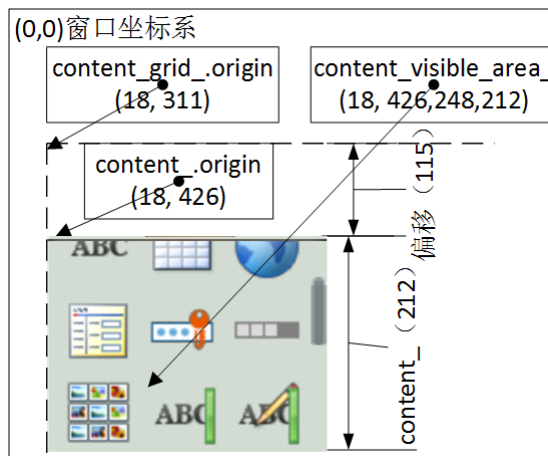 (0,0)窗口坐标系
content_grid_.origin
(18, 311)
content_visible_area_
(18, 426,248,212)
content_.origin
(18, 426)
偏移（115）
content_（212）
ABC
ABC
ABC